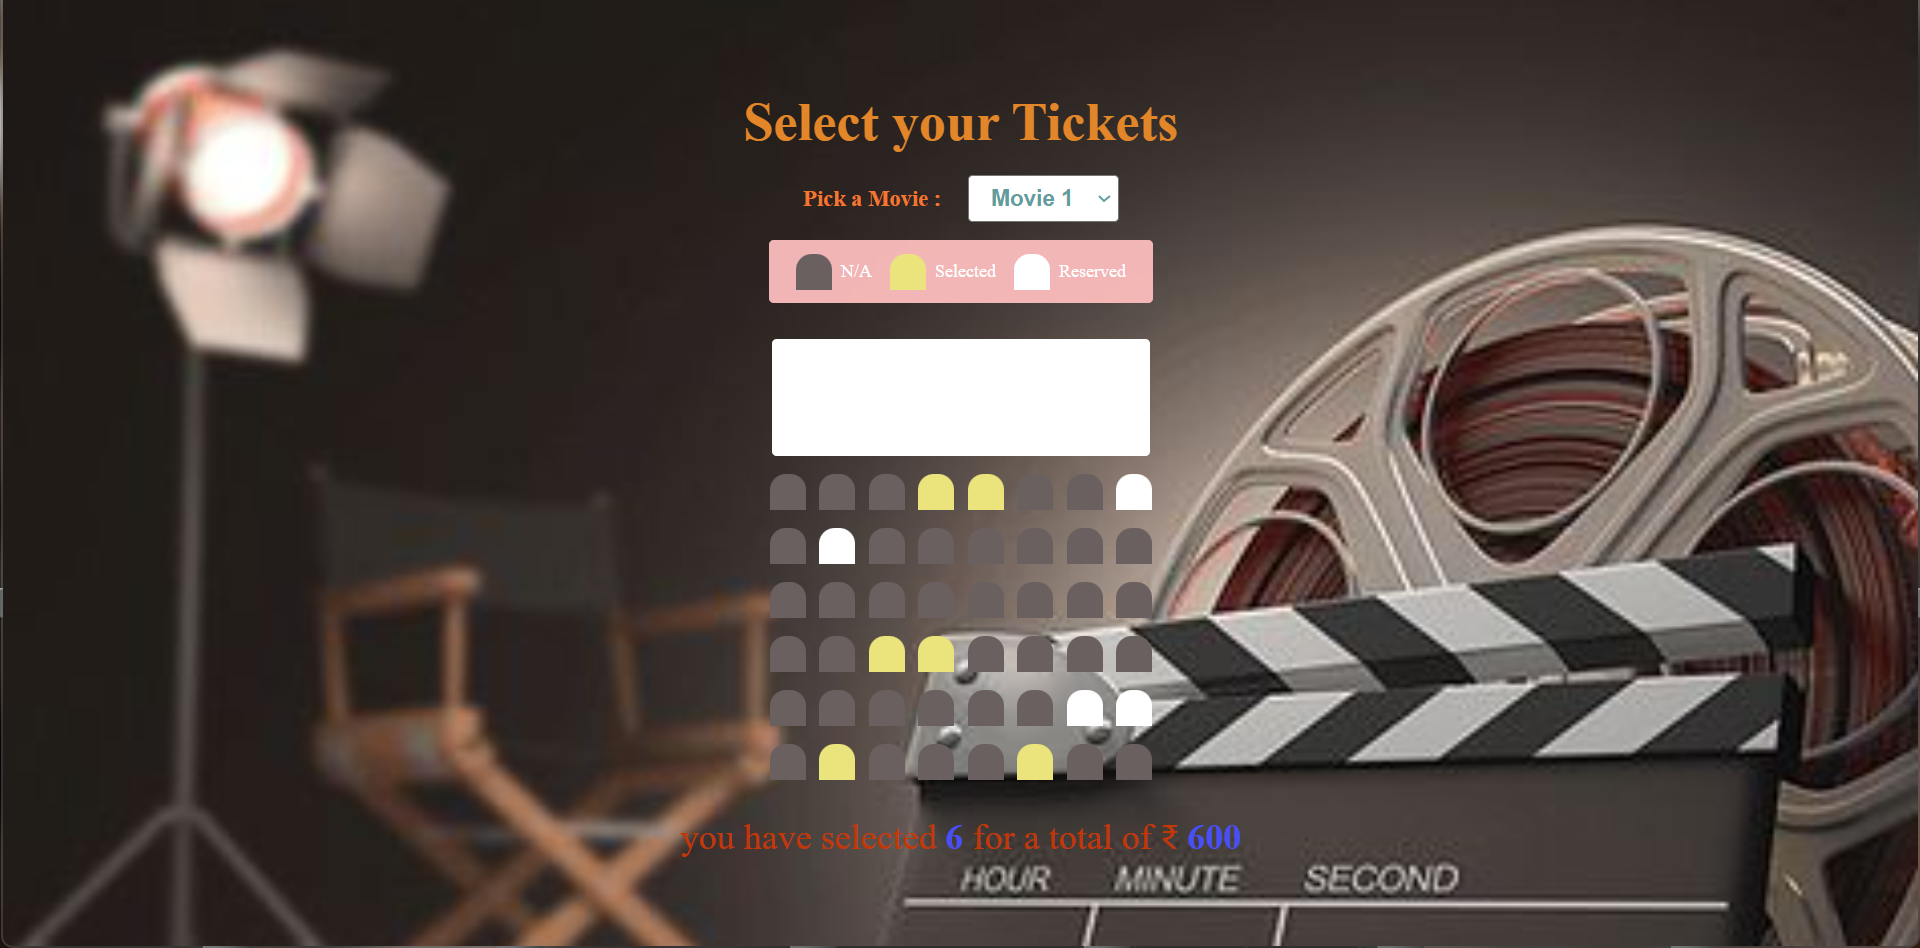 Select your Tickets
Pick a Movie : Movie 1
N/A Selected Reserved
you have selected 6 for a total of ₹ 600
HOUR MINUTE SECOND